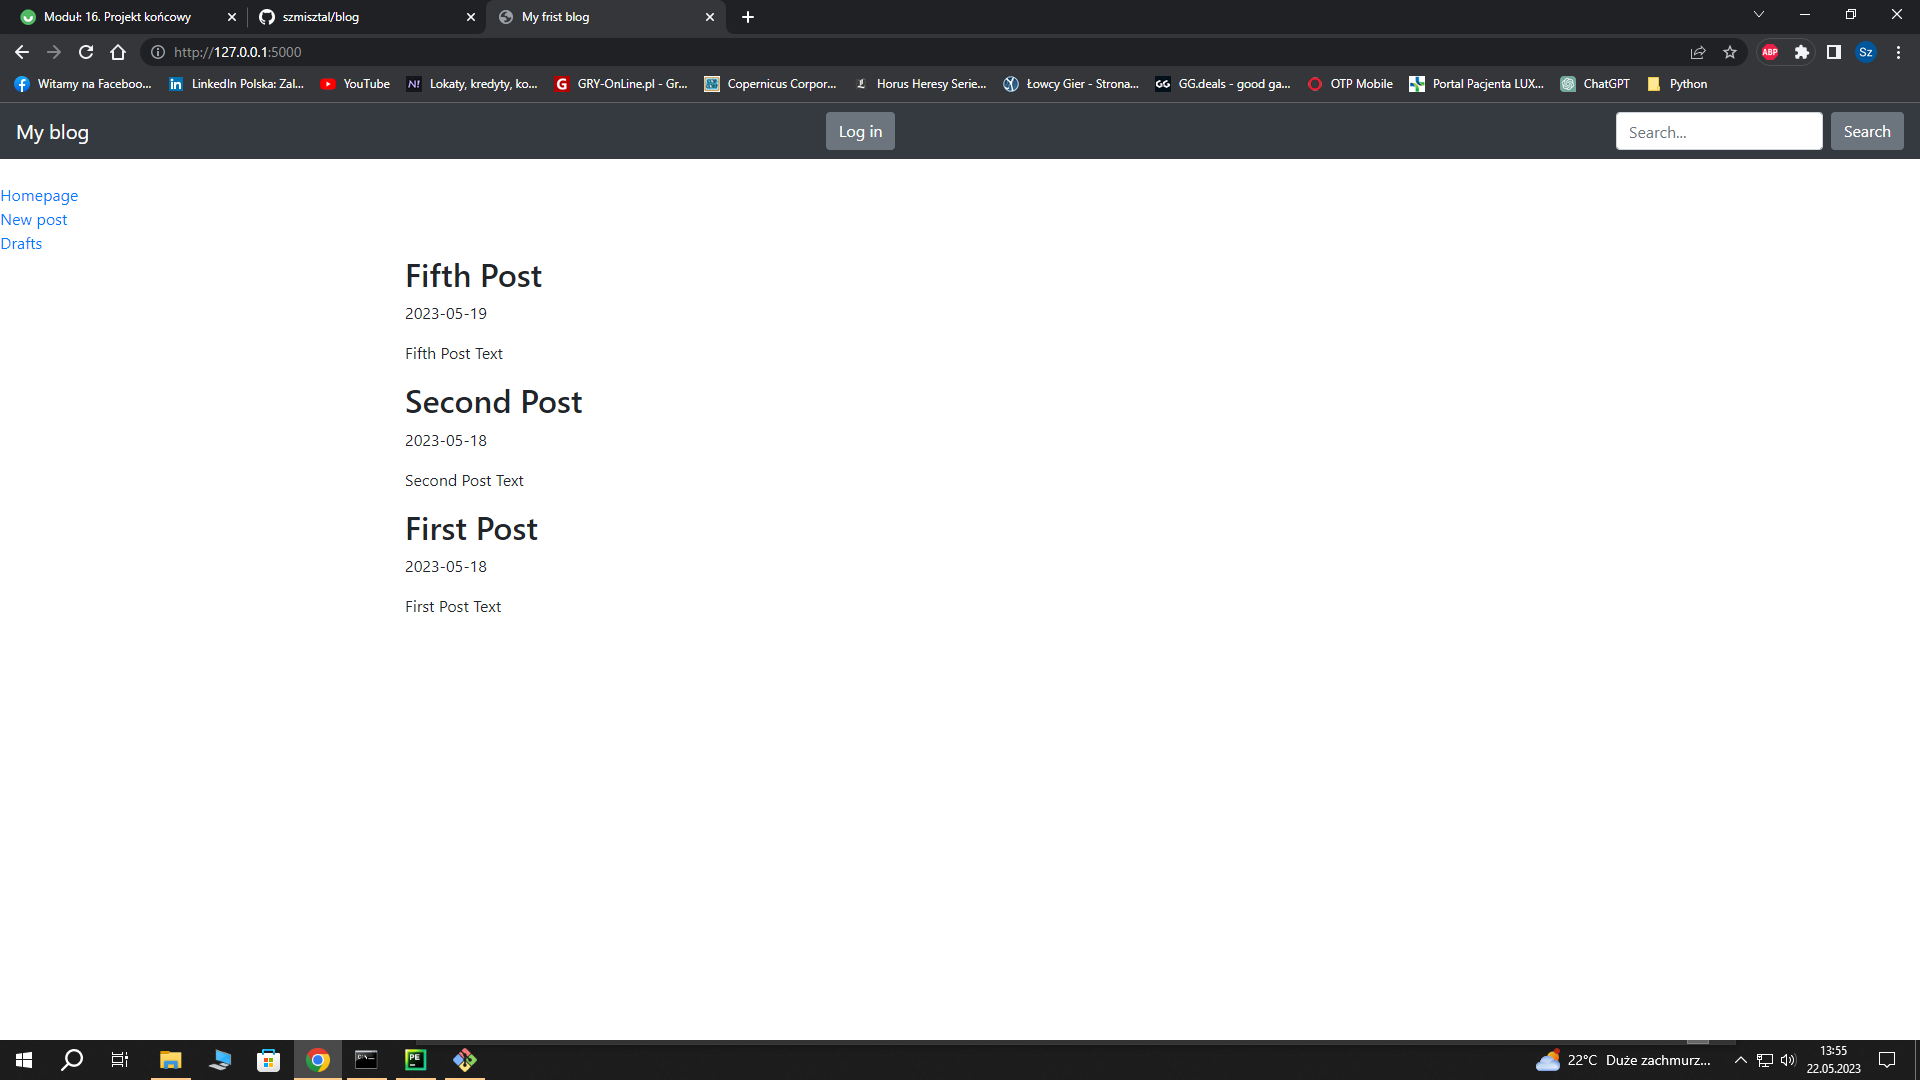 Moduł: 16. Projekt końcowy
szmisztal/blog
My frist blog
http://127.0.0.1:5000
ABP
Sz
Witamy na Faceboo...
LinkedIn Polska: Zal...
YouTube
N!
Lokaty, kredyty, ko...
G
GRY-OnLine.pl - Gr...
Copernicus Corpor...
Horus Heresy Serie...
Łowcy Gier - Strona...
GG
GG.deals - good ga...
OTP Mobile
Portal Pacjenta LUX...
ChatGPT
Python
My blog
Log in
Search...
Search
Homepage
New post
Drafts
Fifth Post
2023-05-19
Fifth Post Text
Second Post
2023-05-18
Second Post Text
First Post
2023-05-18
First Post Text
PE
22°C Duże zachmurz...
13:55
22.05.2023